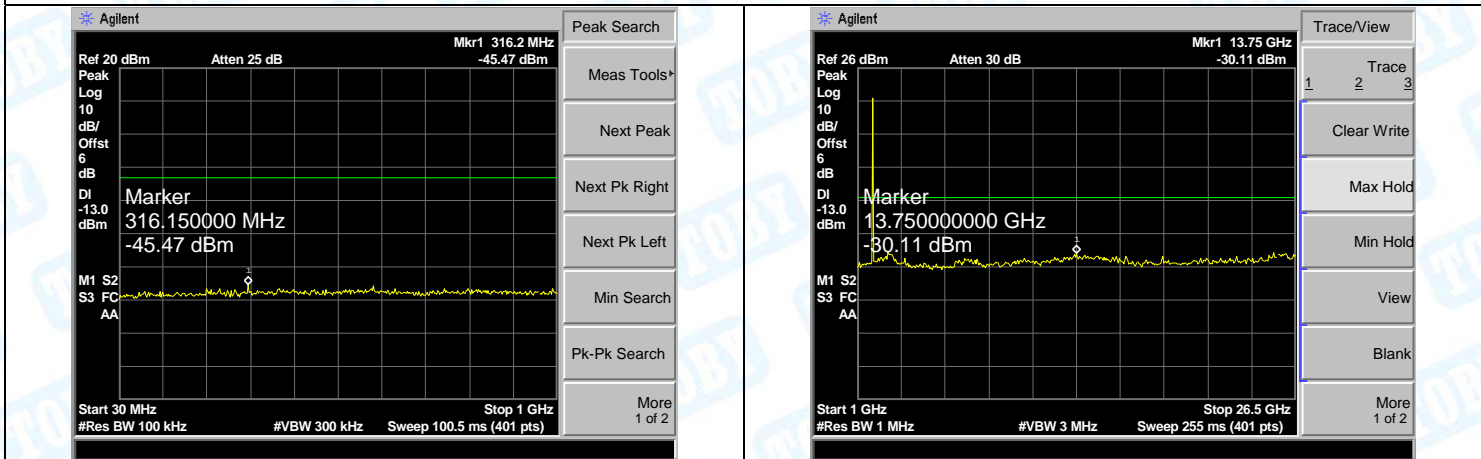 Agilent
Peak Search
Mkr1 316.2 MHz
Ref 20 dBm Atten 25 dB -45.47 dBm
Peak
Log
10
dB/
Offst
6
dB
DI
-13.0
dBm
Marker
316.150000 MHz
-45.47 dBm
1
M1 S2
S3 FC
AA
Start 30 MHz Stop 1 GHz
#Res BW 100 kHz #VBW 300 kHz Sweep 100.5 ms (401 pts)
Meas Tools
Next Peak
Next Pk Right
Next Pk Left
Min Search
Pk-Pk Search
More
1 of 2
Agilent
Trace/View
Mkr1 13.75 GHz
Ref 26 dBm Atten 30 dB -30.11 dBm
Peak
Log
10
dB/
Offst
6
dB
DI
-13.0
dBm
Marker
13.750000000 GHz
-30.11 dBm
1
M1 S2
S3 FC
AA
Start 1 GHz Stop 26.5 GHz
#Res BW 1 MHz #VBW 3 MHz Sweep 255 ms (401 pts)
Trace
1 2 3
Clear Write
Max Hold
Min Hold
View
Blank
More
1 of 2
TOBY